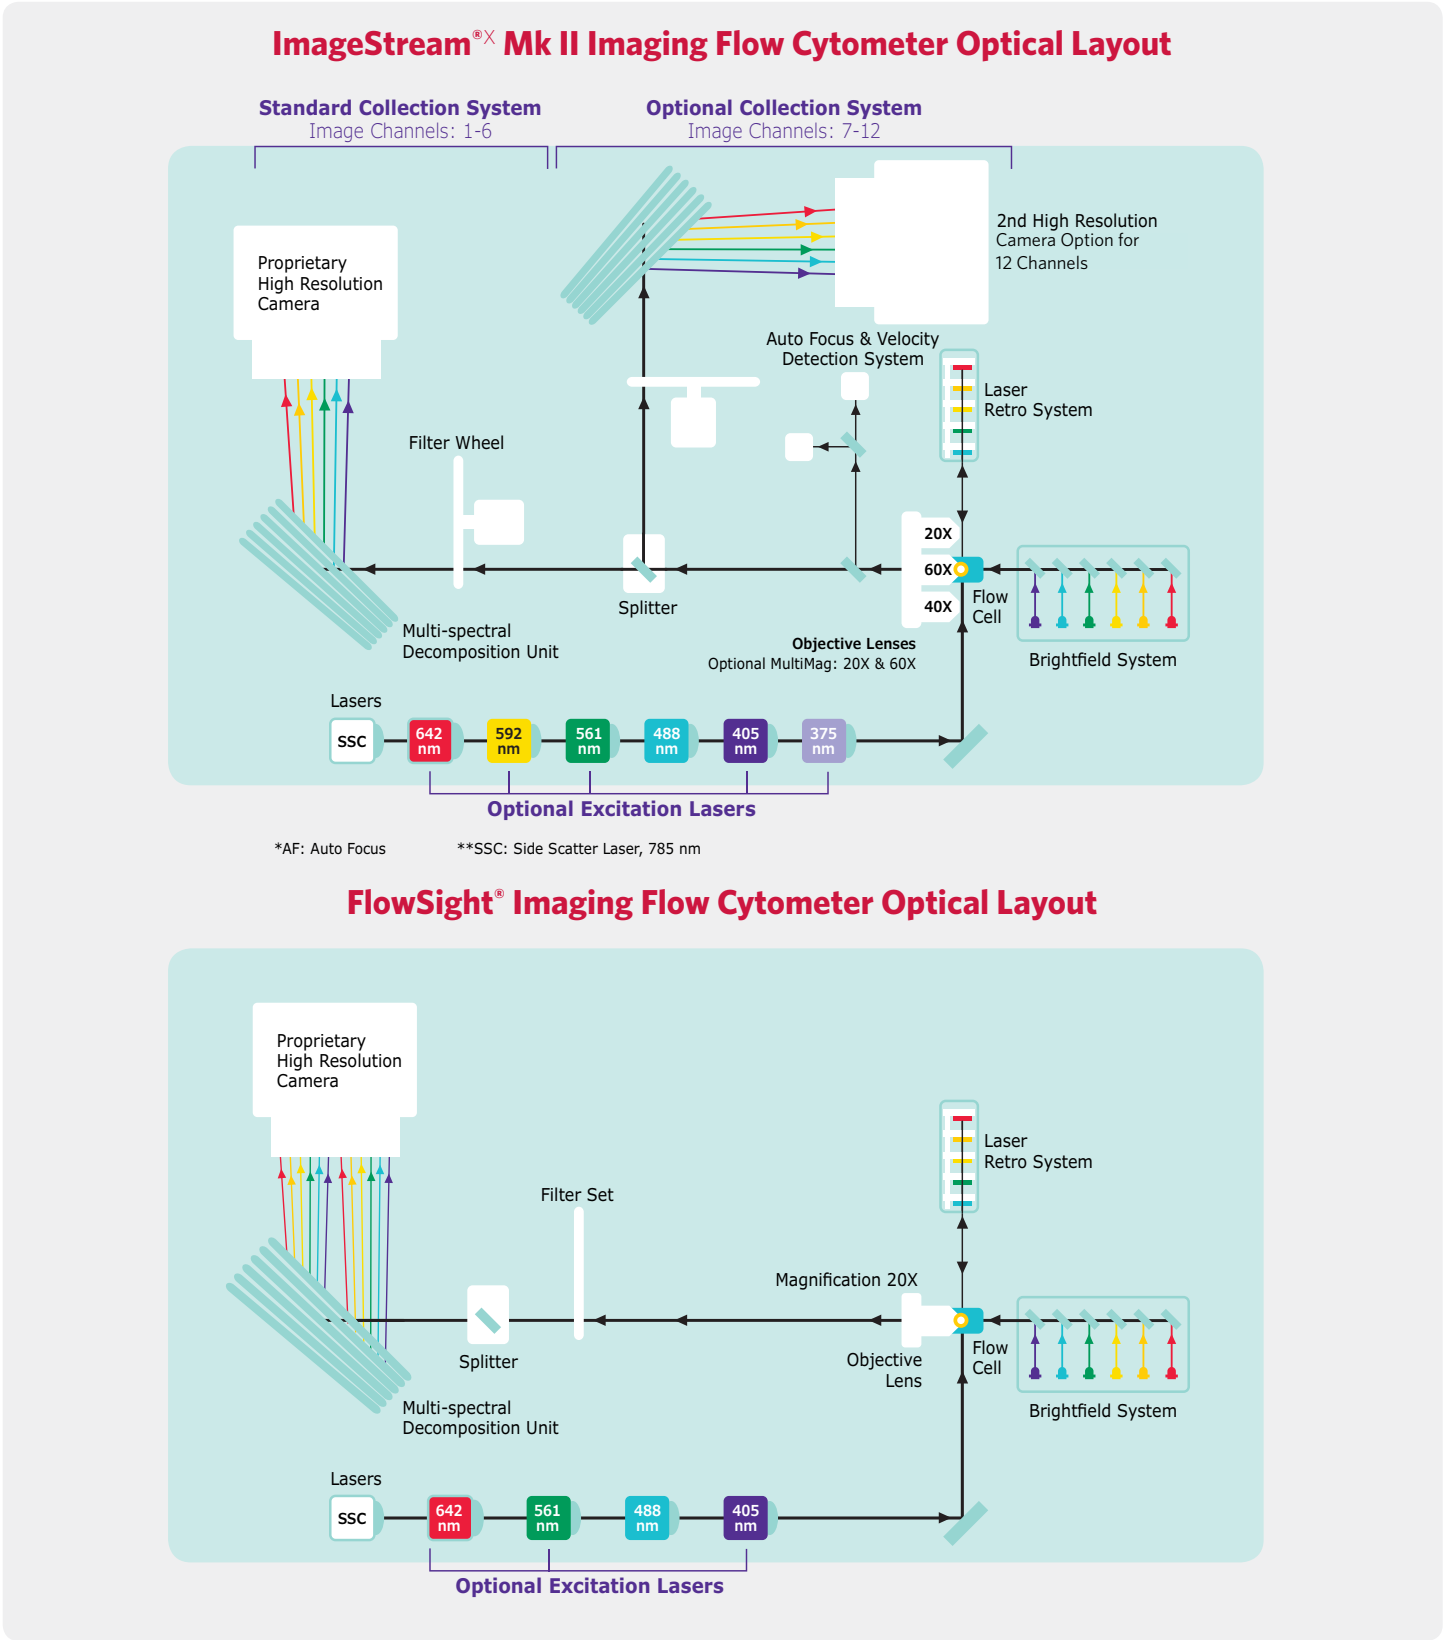 ImageStream®X Mk II Imaging Flow Cytometer Optical Layout
Standard Collection System
Image Channels: 1-6
Optional Collection System
Image Channels: 7-12
Proprietary
High Resolution
Camera
2nd High Resolution
Camera Option for
12 Channels
Auto Focus & Velocity
Detection System
Laser
Retro System
Filter Wheel
20X
60X
40X
Splitter
Flow
Cell
Multi-spectral
Decomposition Unit
Objective Lenses
Optional MultiMag: 20X & 60X
Brightfield System
Lasers
SSC
642
nm
592
nm
561
nm
488
nm
405
nm
375
nm
Optional Excitation Lasers
*AF: Auto Focus
**SSC: Side Scatter Laser, 785 nm
FlowSight® Imaging Flow Cytometer Optical Layout
Proprietary
High Resolution
Camera
Laser
Retro System
Filter Set
Magnification 20X
Splitter
Objective
Lens
Flow
Cell
Multi-spectral
Decomposition Unit
Brightfield System
Lasers
SSC
642
nm
561
nm
488
nm
405
nm
Optional Excitation Lasers